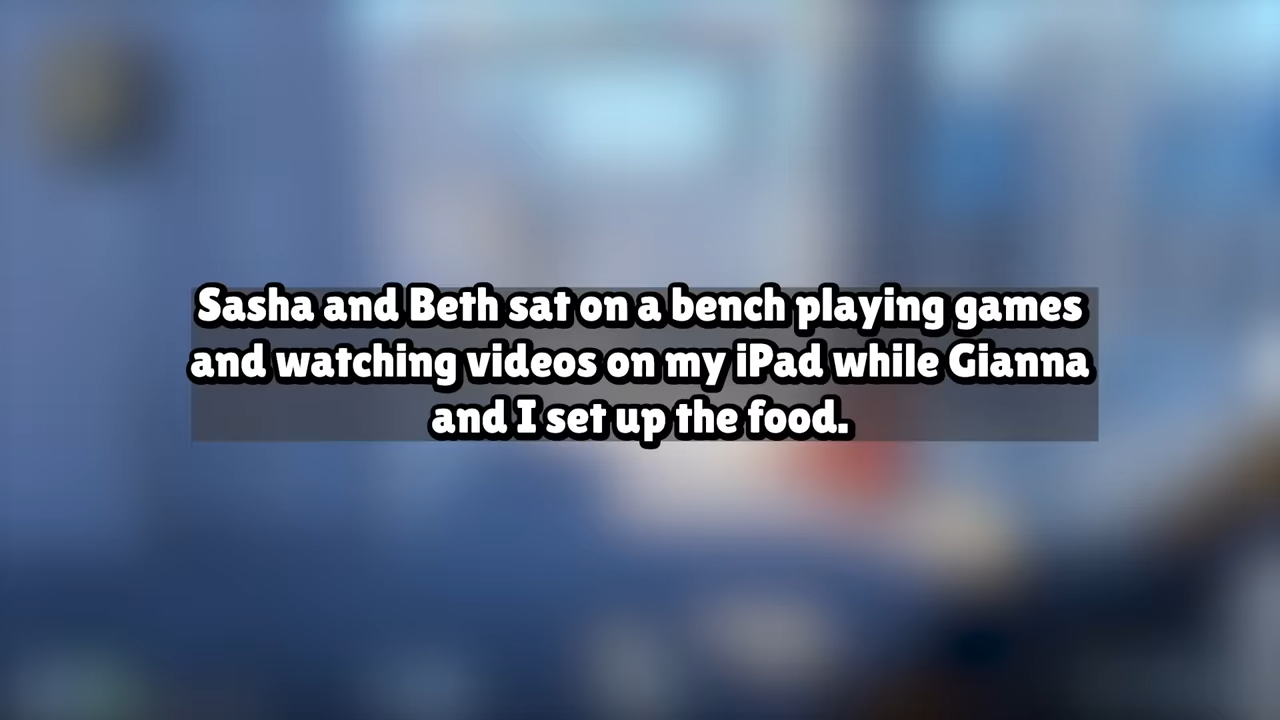 Sasha and Beth sat on a bench playing games
and watching videos on my iPad while Gianna
and I set up the food.